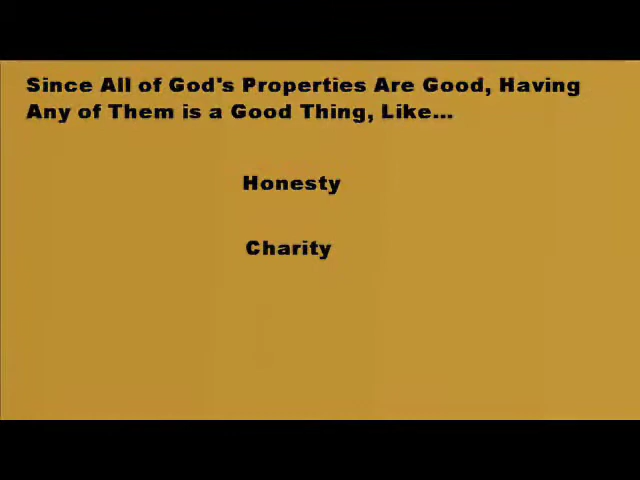 Since All of God's Properties Are Good, Having
Any of Them is a Good Thing, Like...
Honesty
Charity